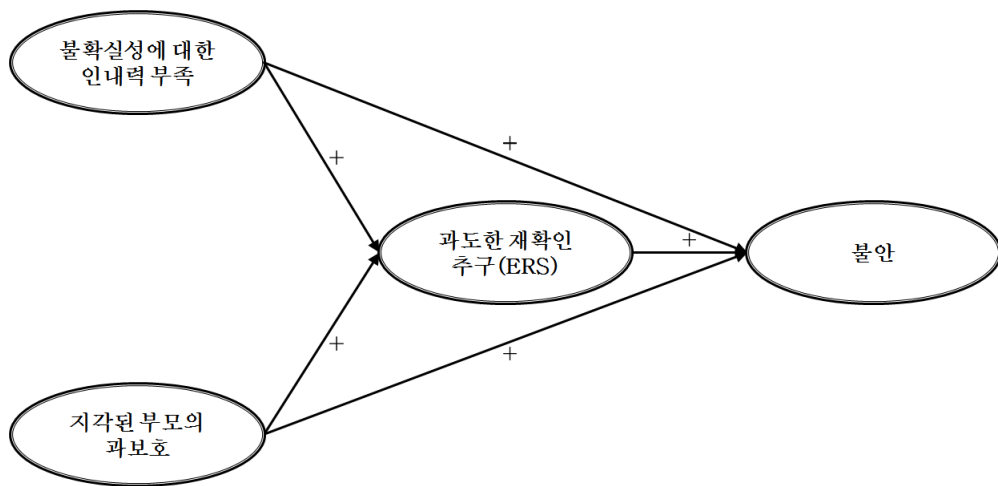 불확실성에 대한
인내력 부족
+
+
과도한 재확인
추구(ERS)
+
불안
+
+
지각된 부모의
과보호